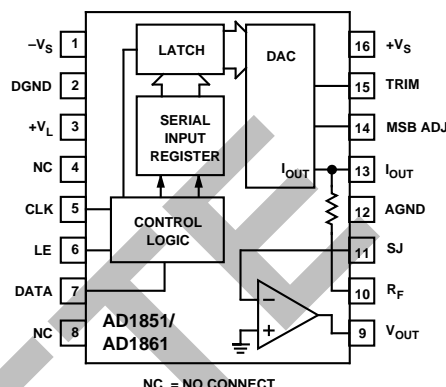 –VS 1
DGND 2
+VL 3
NC 4
CLK 5
LE 6
DATA 7
NC 8
LATCH
SERIAL
INPUT
REGISTER
CONTROL
LOGIC
DAC
IOUT
–
+
AD1851/
AD1861
16 +VS
15 TRIM
14 MSB ADJ
13 IOUT
12 AGND
11 SJ
10 RF
9 VOUT
NC = NO CONNECT